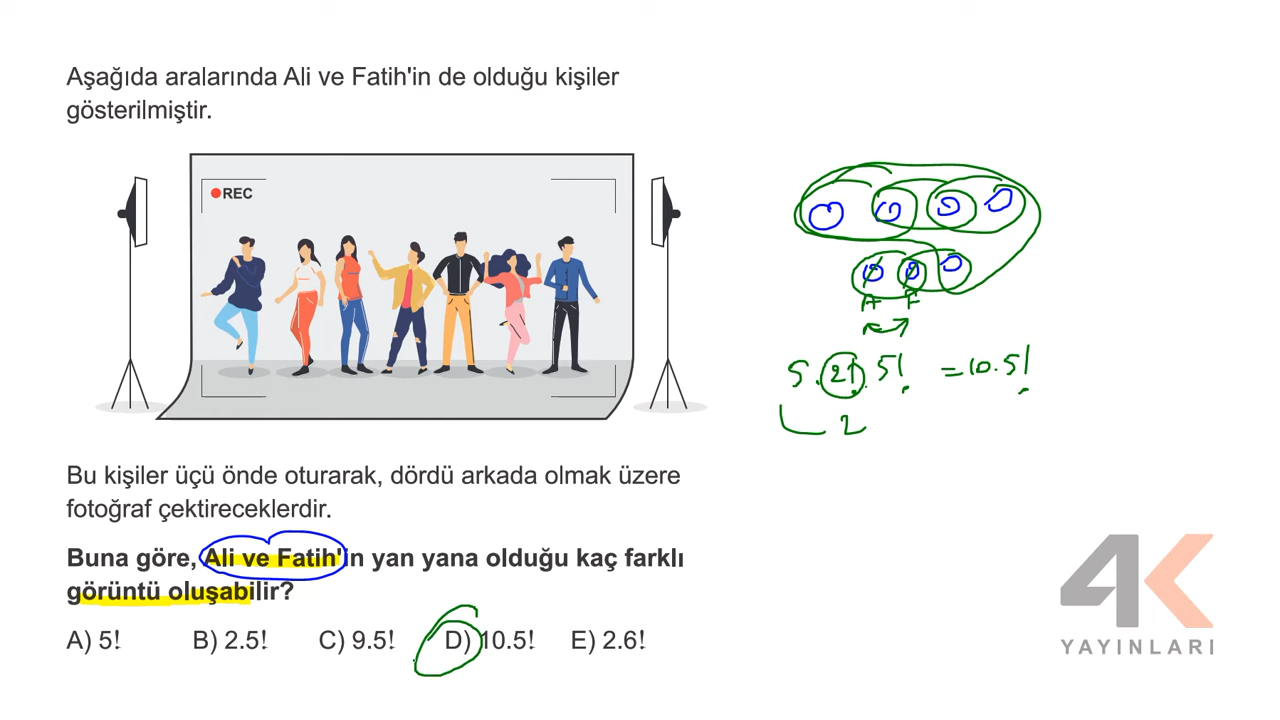 Aşağıda aralarında Ali ve Fatih'in de olduğu kişiler
gösterilmiştir.
REC
A F
5.2!.5! =10.5!
2
Bu kişiler üçü önde oturarak, dördü arkada olmak üzere
fotoğraf çektireceklerdir.
Buna göre, Ali ve Fatih'in yan yana olduğu kaç farklı
görüntü oluşabilir?
A) 5! B) 2.5! C) 9.5! D) 10.5! E) 2.6!
4K
YAYINLARI